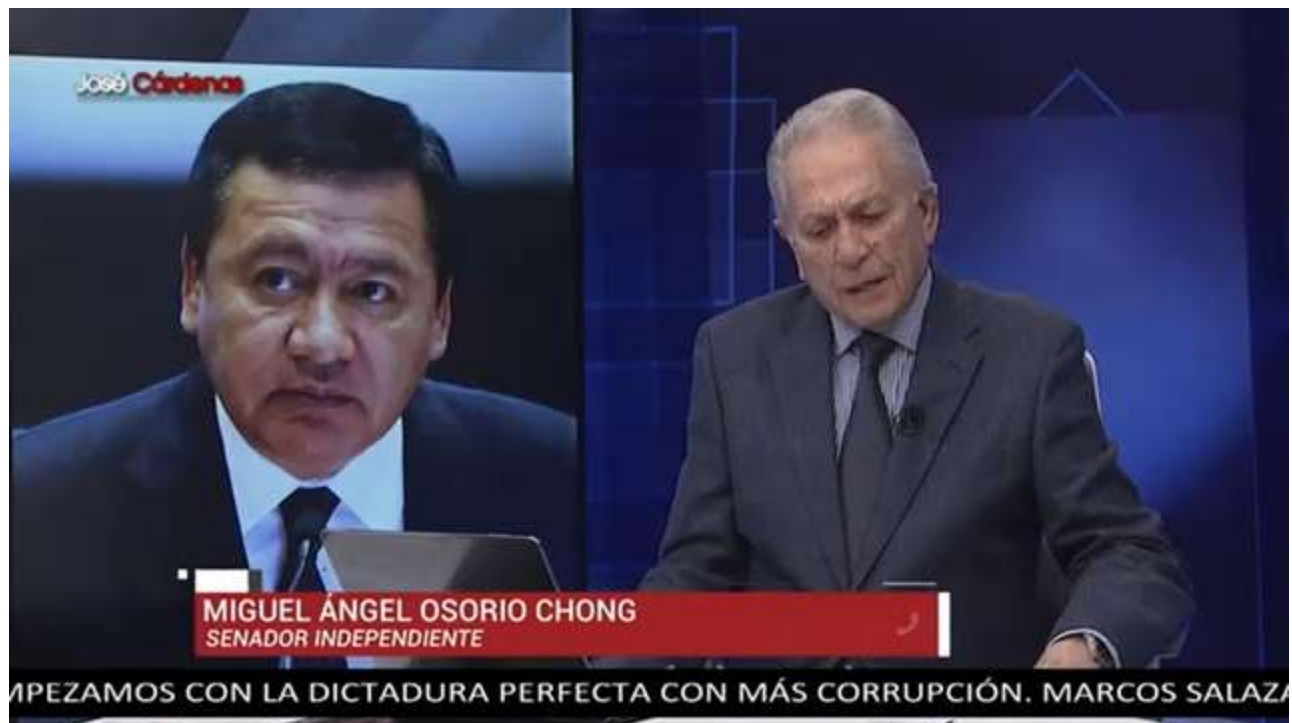 José Cárdenas
MIGUEL ÁNGEL OSORIO CHONG
SENADOR INDEPENDIENTE
MPEZAMOS CON LA DICTADURA PERFECTA CON MÁS CORRUPCIÓN. MARCOS SALAZA